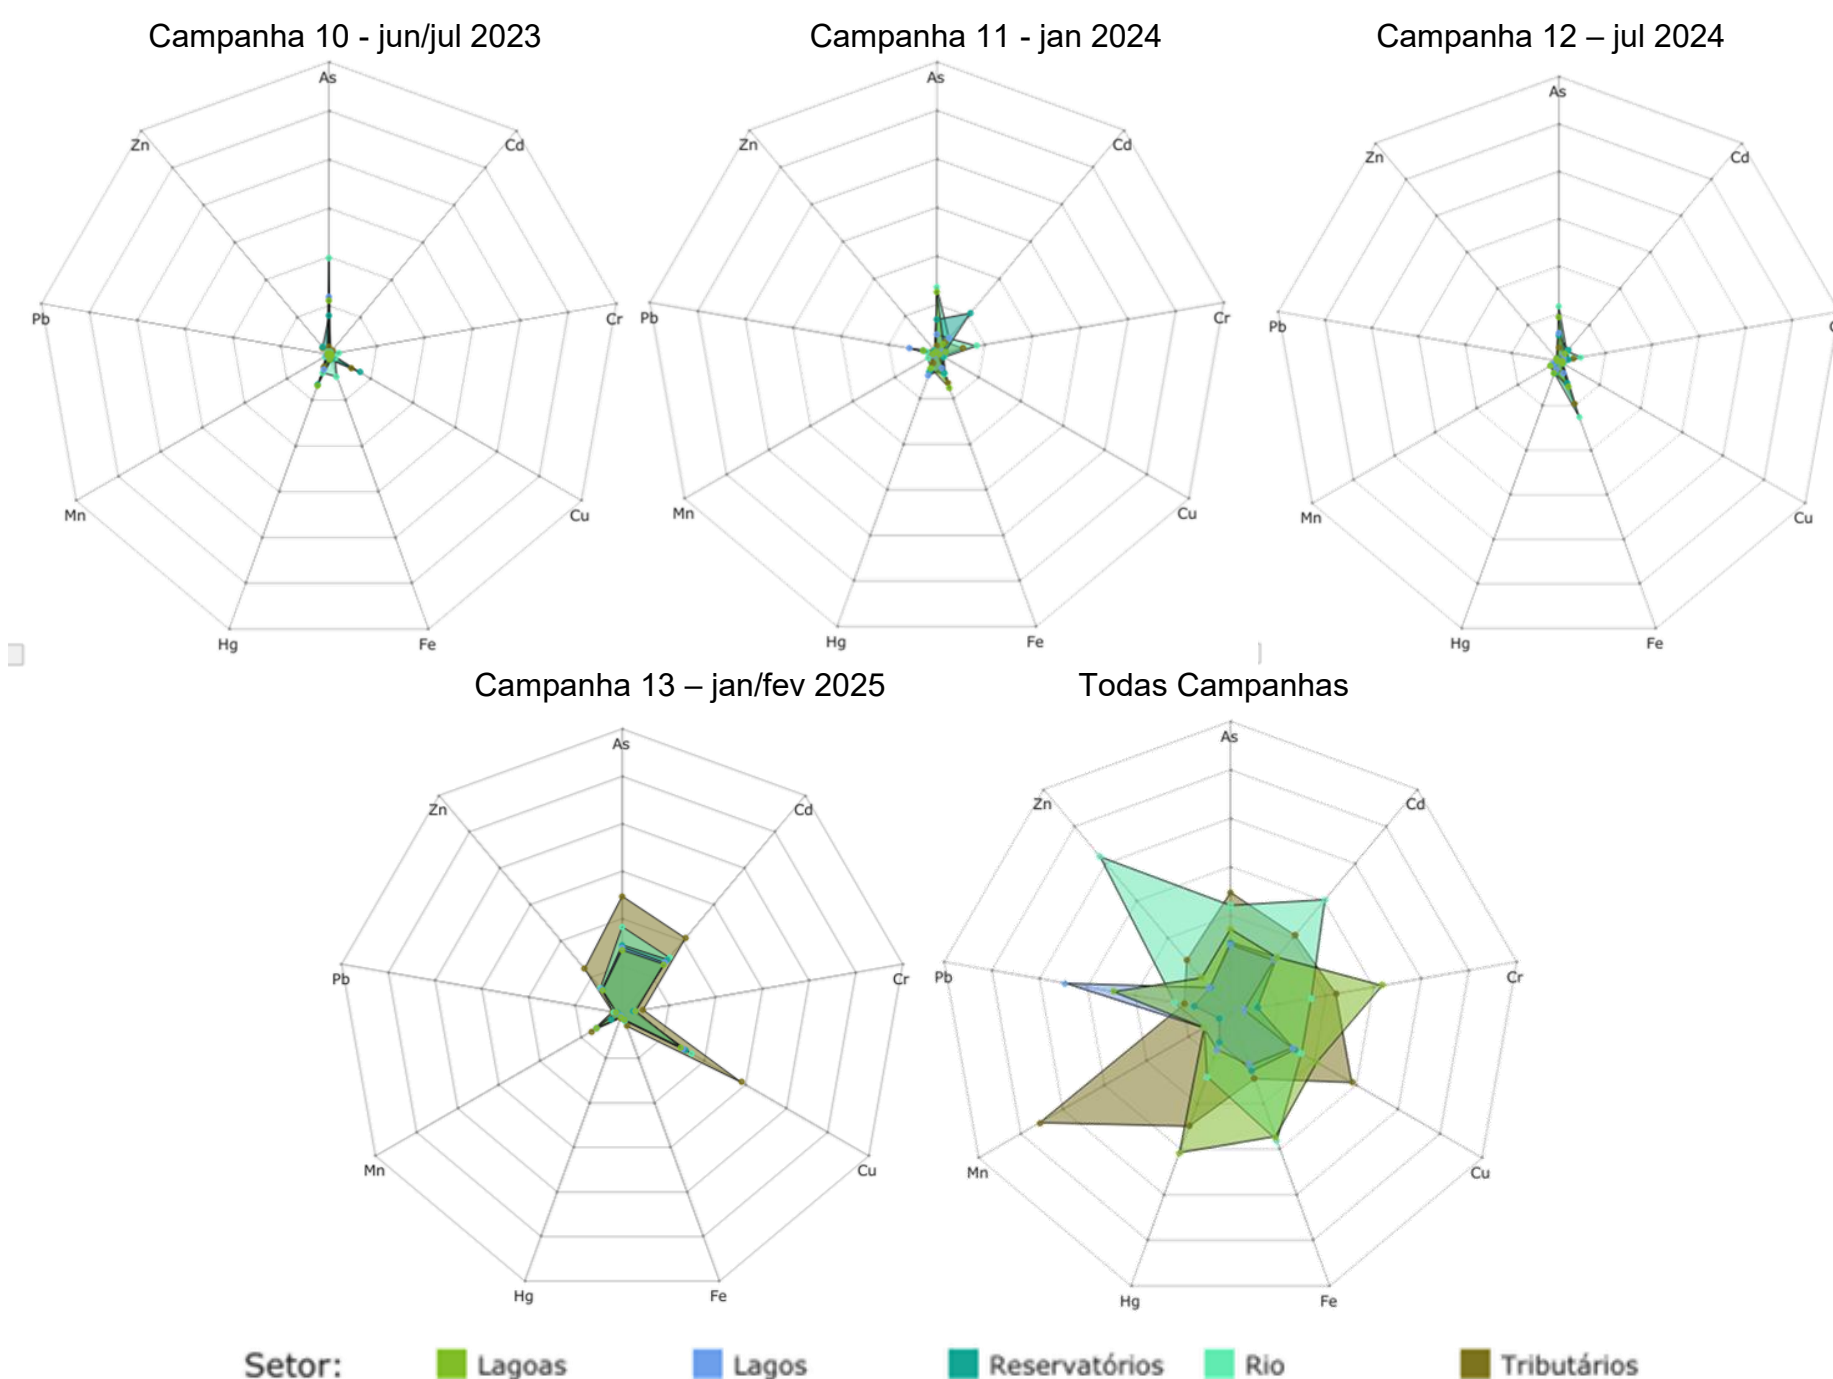 Campanha 10 - jun/jul 2023
As
Zn
Cd
Pb
Cr
Mn
Cu
Hg
Fe
Campanha 11 - jan 2024
As
Zn
Cd
Pb
Cr
Mn
Cu
Hg
Fe
Campanha 12 – jul 2024
As
Zn
Cd
Pb
Mn
Cu
Hg
Fe
Campanha 13 – jan/fev 2025
As
Zn
Cd
Pb
Cr
Mn
Cu
Hg
Fe
Todas Campanhas
As
Zn
Cd
Pb
Cr
Mn
Cu
Hg
Fe
Setor: Lagoas Lagos Reservatórios Rio Tributários